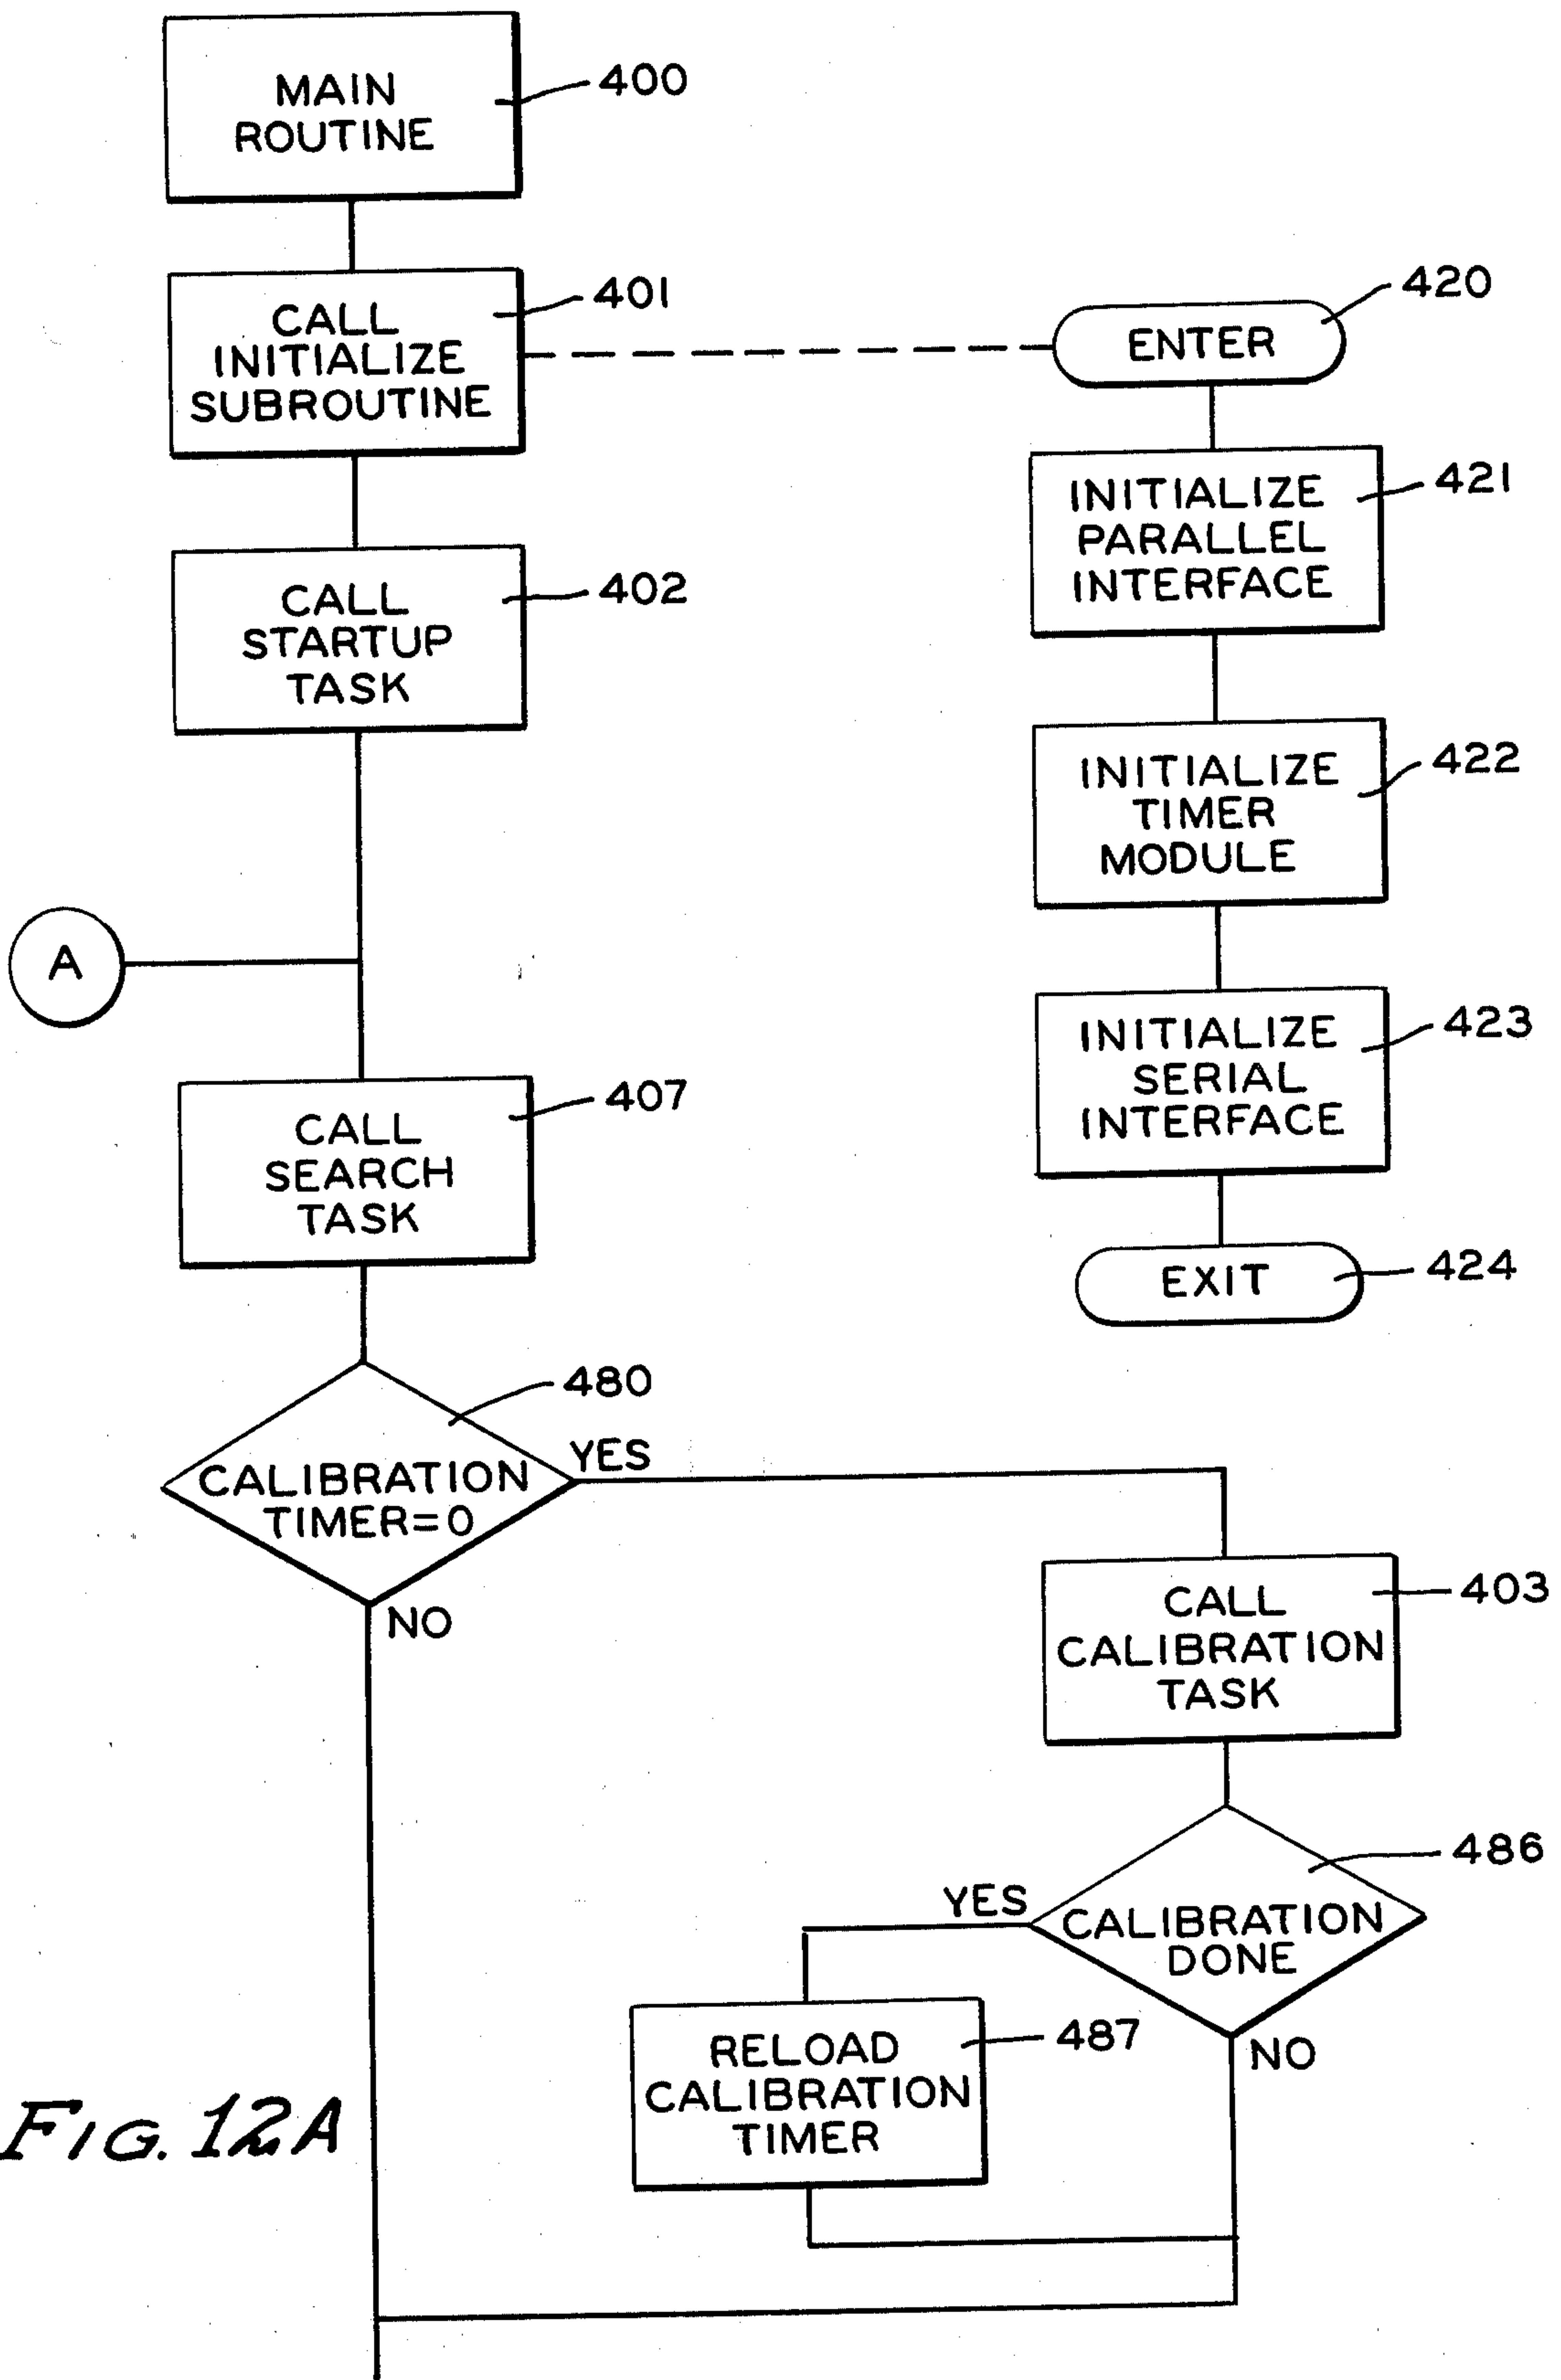 MAIN
ROUTINE
400
CALL
INITIALIZE
SUBROUTINE
401
ENTER
420
INITIALIZE
PARALLEL
INTERFACE
421
CALL
STARTUP
TASK
402
INITIALIZE
TIMER
MODULE
422
A
INITIALIZE
SERIAL
INTERFACE
423
CALL
SEARCH
TASK
407
EXIT
424
480
CALIBRATION
TIMER=0
YES
NO
CALL
CALIBRATION
TASK
403
486
CALIBRATION
DONE
YES
NO
RELOAD
CALIBRATION
TIMER
487
FIG. 12A